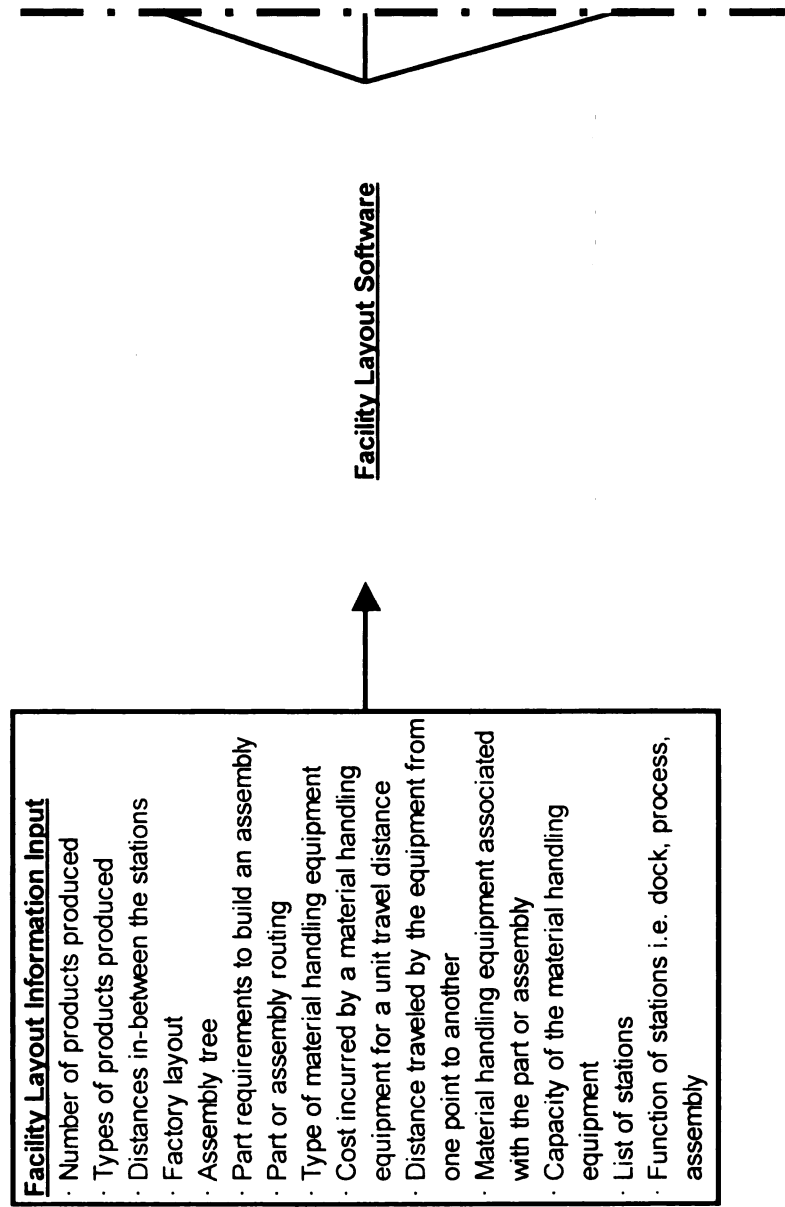 Facility Layout Information Input
· Number of products produced
· Types of products produced
· Distances in-between the stations
· Factory layout
· Assembly tree
· Part requirements to build an assembly
· Part or assembly routing
· Type of material handling equipment
· Cost incurred by a material handling
equipment for a unit travel distance
· Distance traveled by the equipment from
one point to another
· Material handling equipment associated
with the part or assembly
· Capacity of the material handling
equipment
· List of stations
· Function of stations i.e. dock, process,
assembly
Facility Layout Software